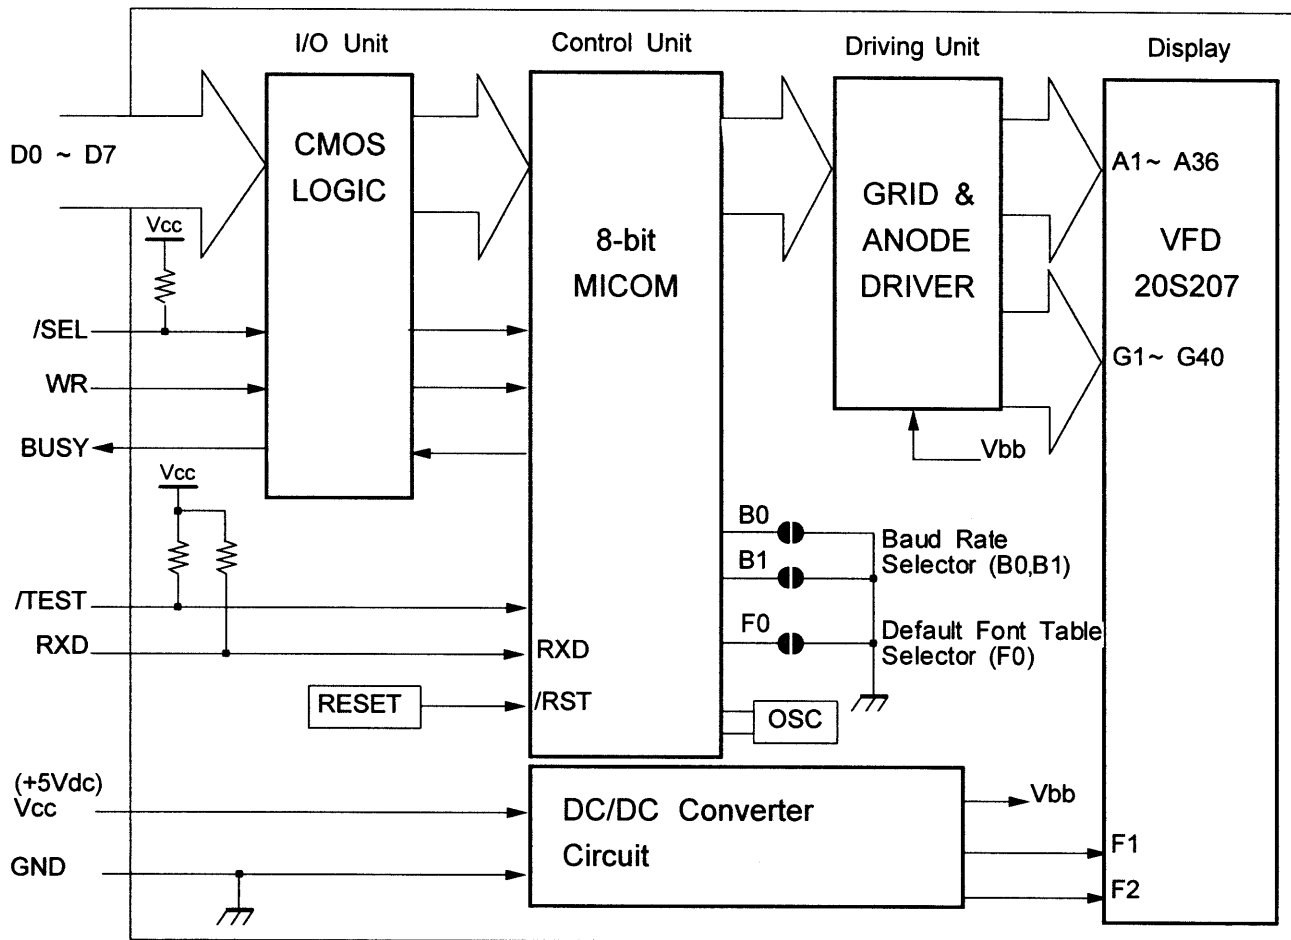 I/O Unit
Control Unit
Driving Unit
Display
D0 ~ D7
CMOS
LOGIC
8-bit
MICOM
GRID &
ANODE
DRIVER
A1~ A36
VFD
20S207
G1~ G40
Vcc
/SEL
WR
BUSY
Vbb
Vcc
B0
B1
F0
Baud Rate
Selector (B0,B1)
Default Font Table
Selector (F0)
/TEST
RXD
RXD
RESET
/RST
OSC
(+5Vdc)
Vcc
GND
DC/DC Converter
Circuit
Vbb
F1
F2